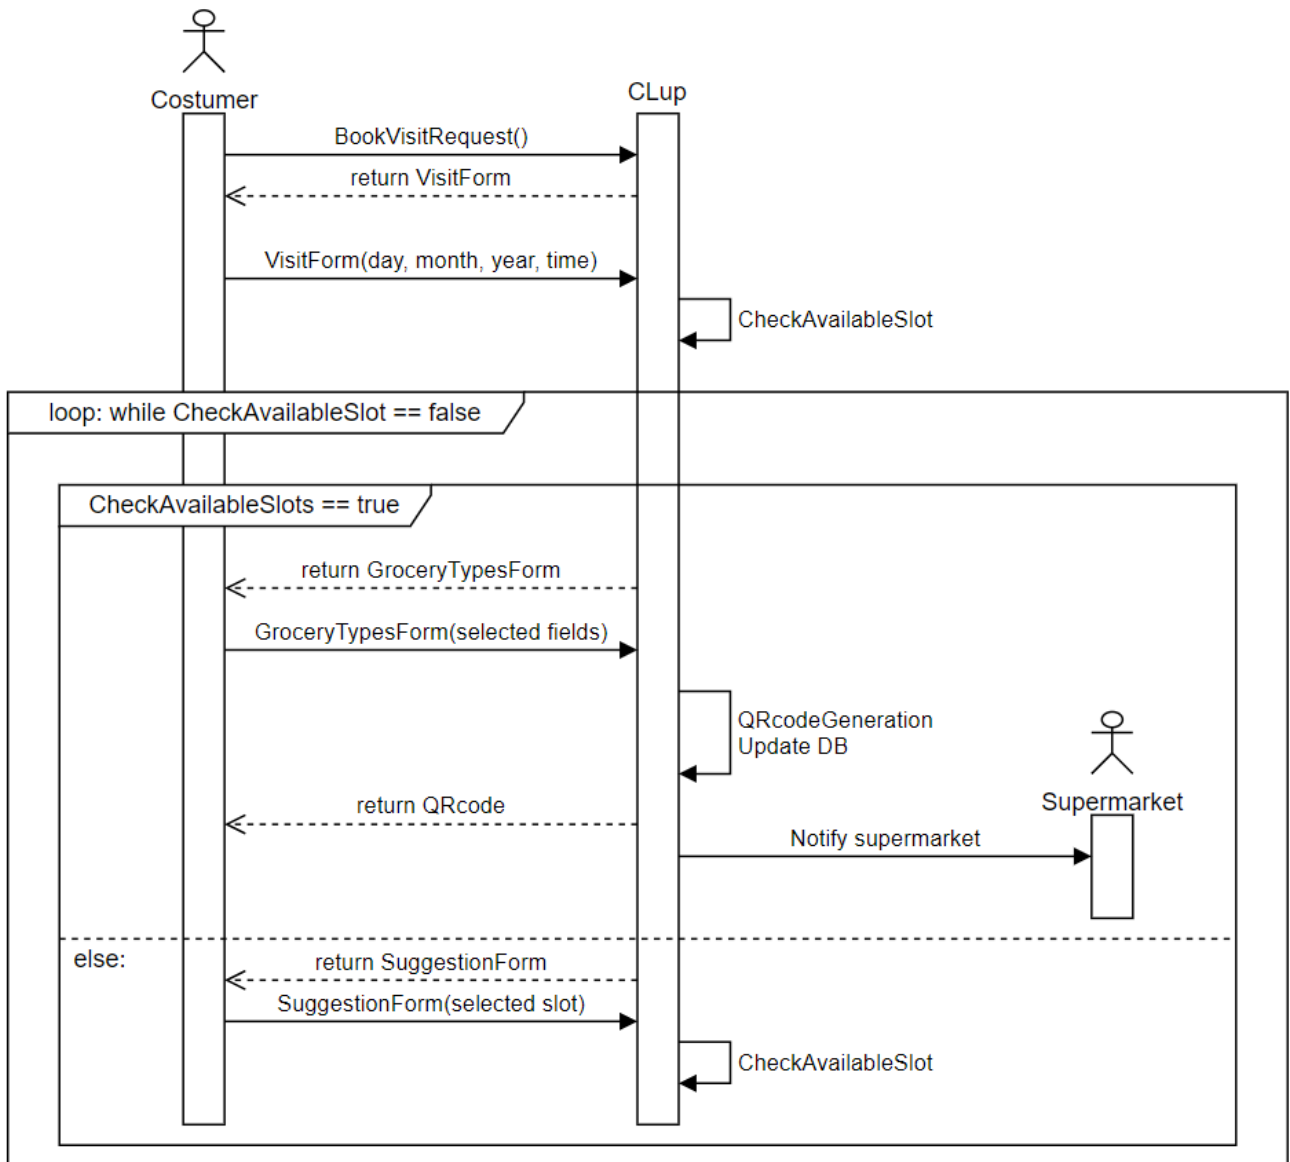 Costumer
CLup
BookVisitRequest()
return VisitForm
VisitForm(day, month, year, time)
CheckAvailableSlot
loop: while CheckAvailableSlot == false
CheckAvailableSlots == true
return GroceryTypesForm
GroceryTypesForm(selected fields)
QRcodeGeneration
Update DB
Supermarket
return QRcode
Notify supermarket
else:
return SuggestionForm
SuggestionForm(selected slot)
CheckAvailableSlot